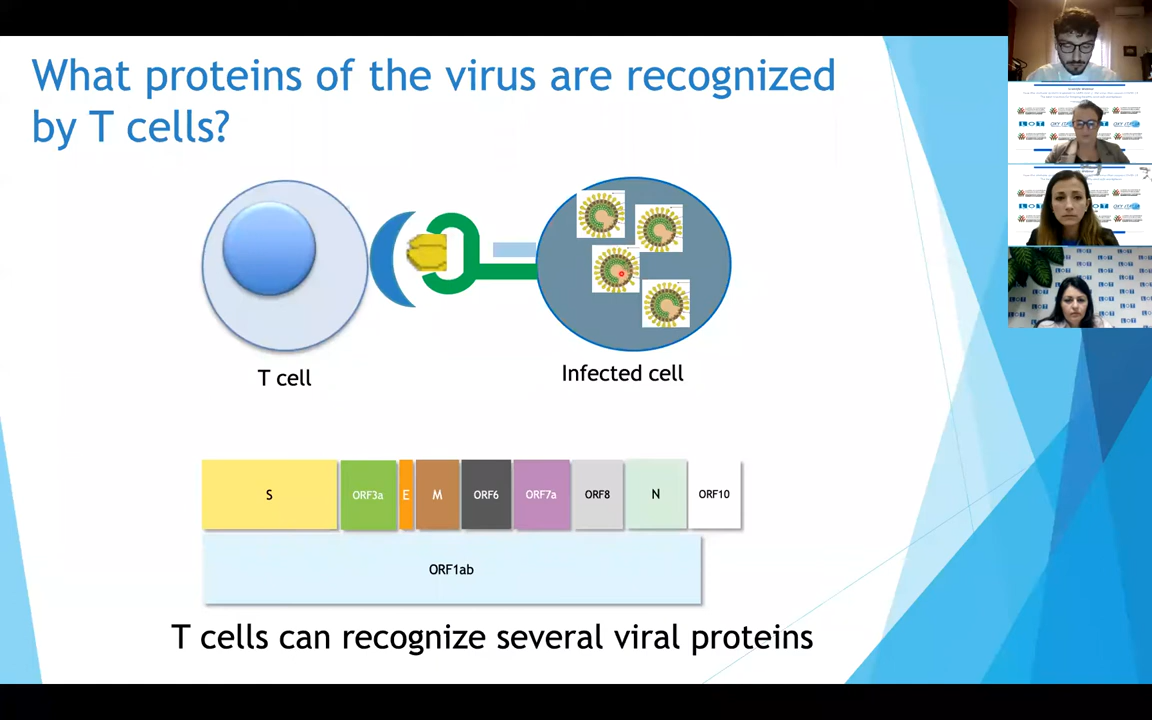 What proteins of the virus are recognized
by T cells?
T cell
Infected cell
S
ORF3a
E
M
ORF6
ORF7a
ORF8
N
ORF10
ORF1ab
T cells can recognize several viral proteins
LOT